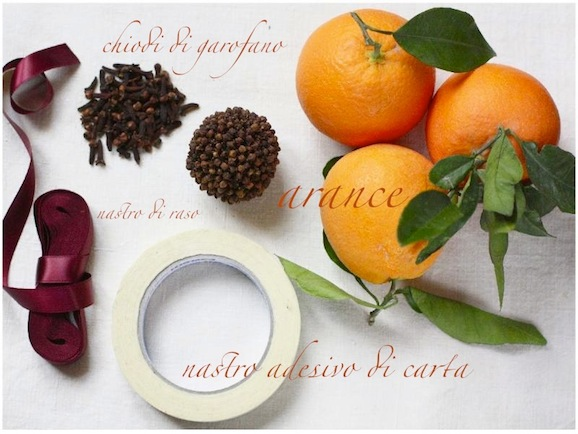 chiodi di garofano
arance
nastro di raso
nastro adesivo di carta